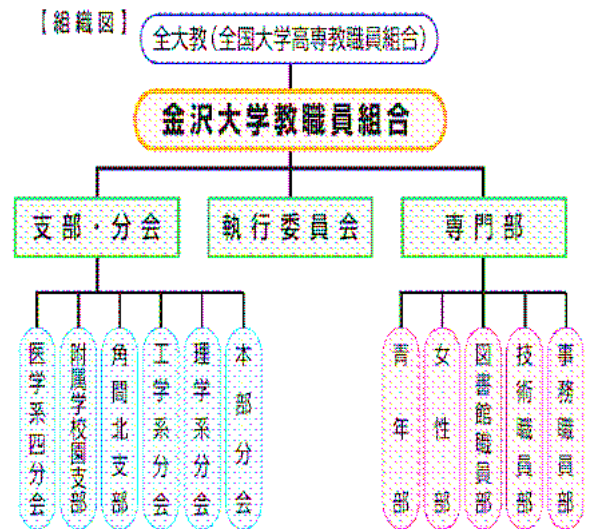 【組織図】
全大教(全国大学高専教職員組合)
金沢大学教職員組合
支部・分会
執行委員会
専門部
医学系四分会
附属学校園支部
角間北支部
工学系分会
理学系分会
本部分会
青年部
女性部
図書館職員部
技術職員部
事務職員部